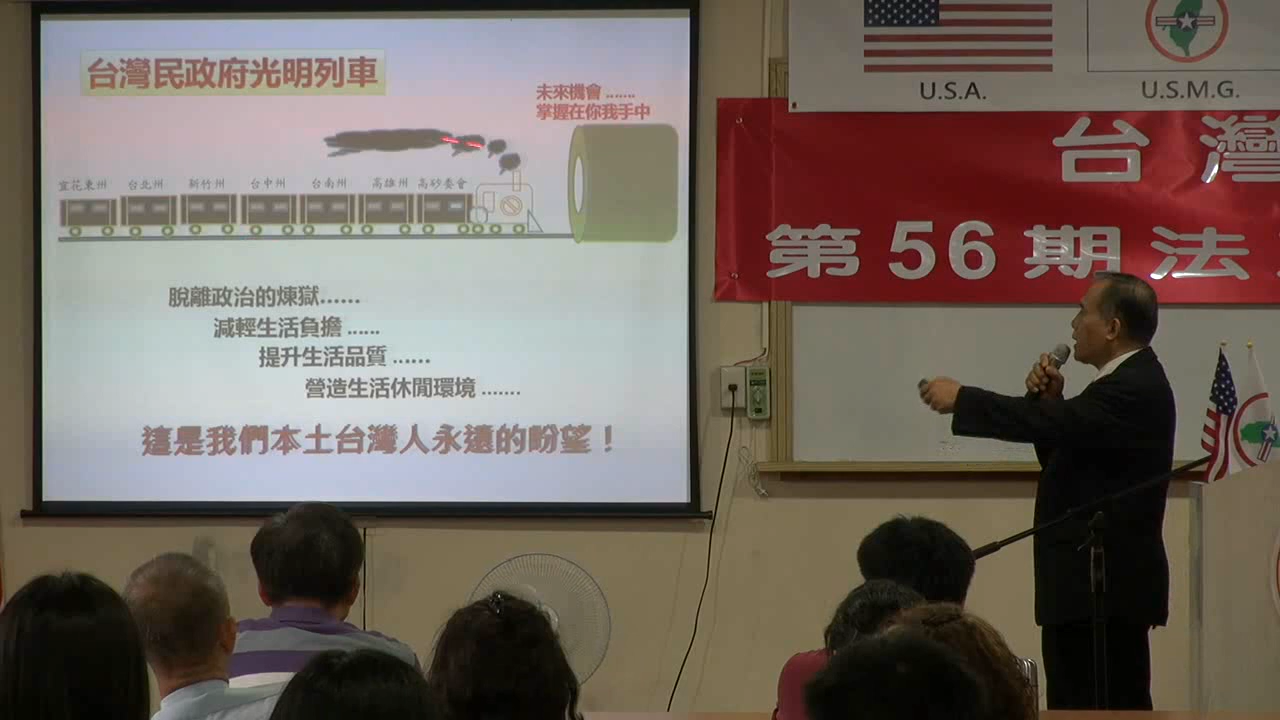 台灣民政府光明列車
未來機會.......
掌握在你我手中
宜花東州 台北州 新竹州 台中州 台南州 高雄州 高砂委會
脫離政治的煉獄......
減輕生活負擔......
提升生活品質......
營造生活休閒環境.......
這是我們本土台灣人永遠的盼望！
U.S.A.
U.S.M.G.
台灣
第56期法